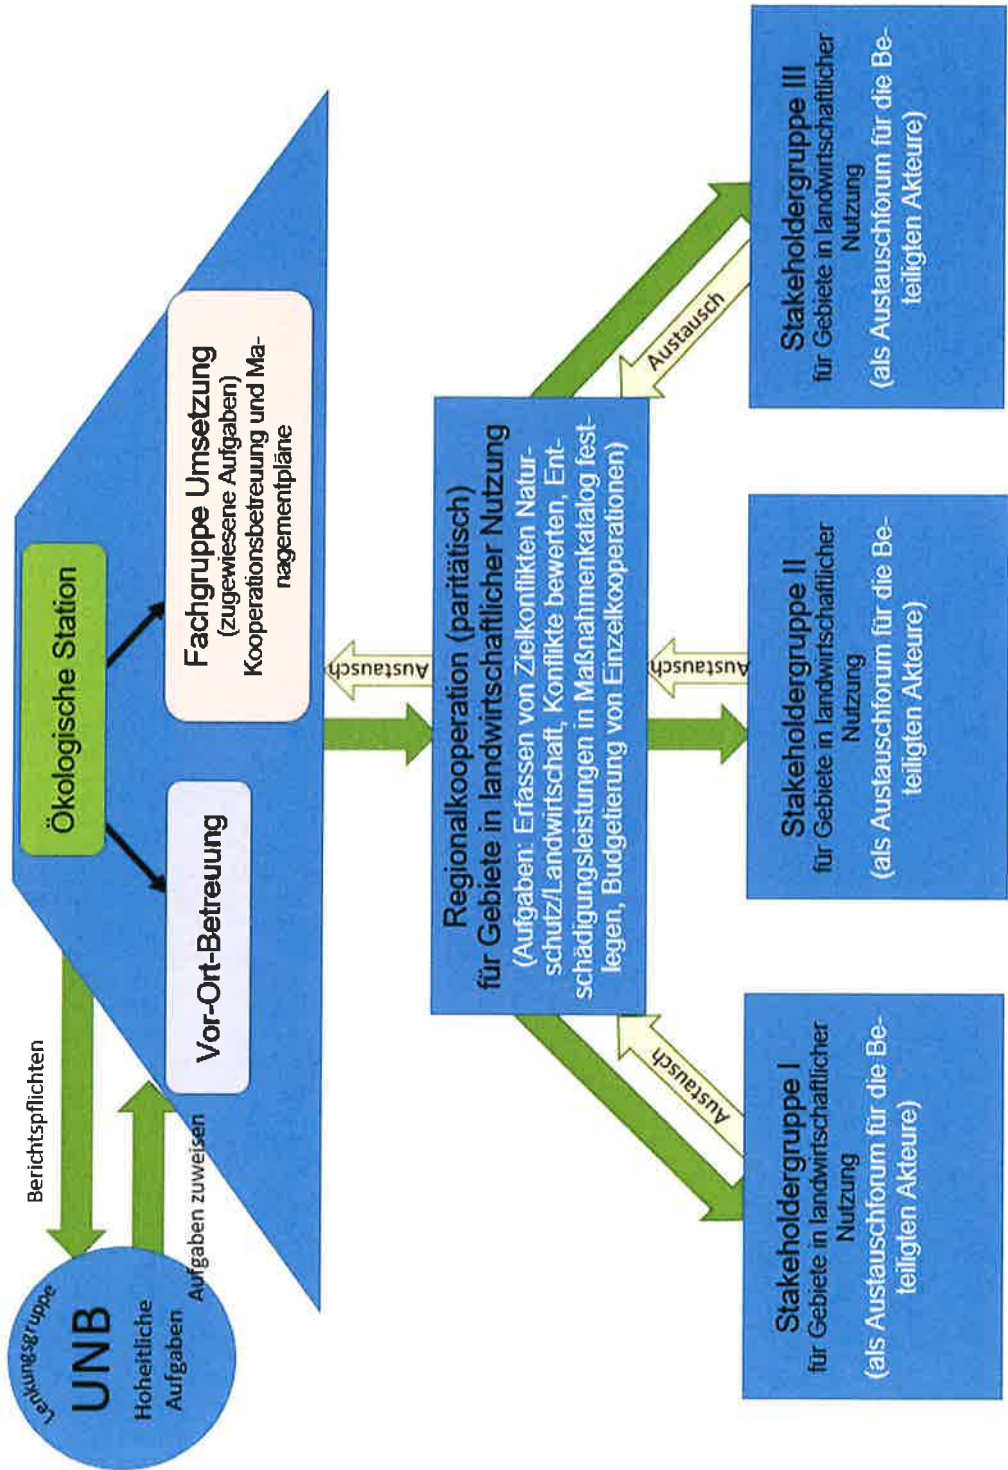 Lenkungsgruppe
UNB
Hoheitliche
Aufgaben
Berichtspflichten
Aufgaben zuweisen
Ökologische Station
Vor-Ort-Betreuung
Fachgruppe Umsetzung
(zugewiesene Aufgaben)
Kooperationsbetreuung und Ma-
nagementpläne
Austausch
Regionalkooperation (paritätisch)
für Gebiete in landwirtschaftlicher Nutzung
(Aufgaben: Erfassen von Zielkonflikten Natur-
schutz/Landwirtschaft, Konflikte bewerten, Ent-
schädigungsleistungen in Maßnahmenkatalog fest-
legen, Budgetierung von Einzelkooperationen)
Austausch
Austausch
Austausch
Stakeholdergruppe I
für Gebiete in landwirtschaftlicher
Nutzung
(als Austauschforum für die Be-
teiligten Akteure)
Stakeholdergruppe II
für Gebiete in landwirtschaftlicher
Nutzung
(als Austauschforum für die Be-
teiligten Akteure)
Stakeholdergruppe III
für Gebiete in landwirtschaftlicher
Nutzung
(als Austauschforum für die Be-
teiligten Akteure)